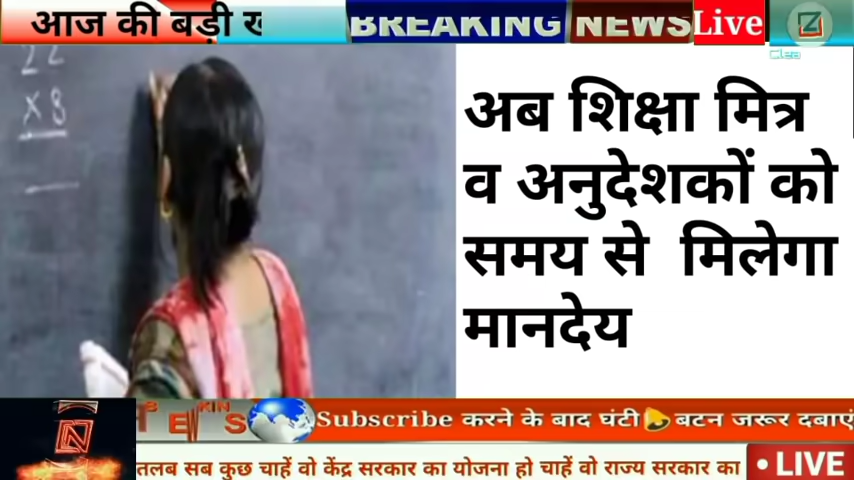 आज की बड़ी
BREAKING NEWS Live
Z
22
x 8
अब शिक्षा मित्र
व अनुदेशकों को
समय से मिलेगा
मानदेय
N
Subscribe करने के बाद घंटी बटन जरूर दबाएं
सब कुछ चाहें वो केंद्र सरकार का योजना हो चाहें वो राज्य सरकार का
• LIVE